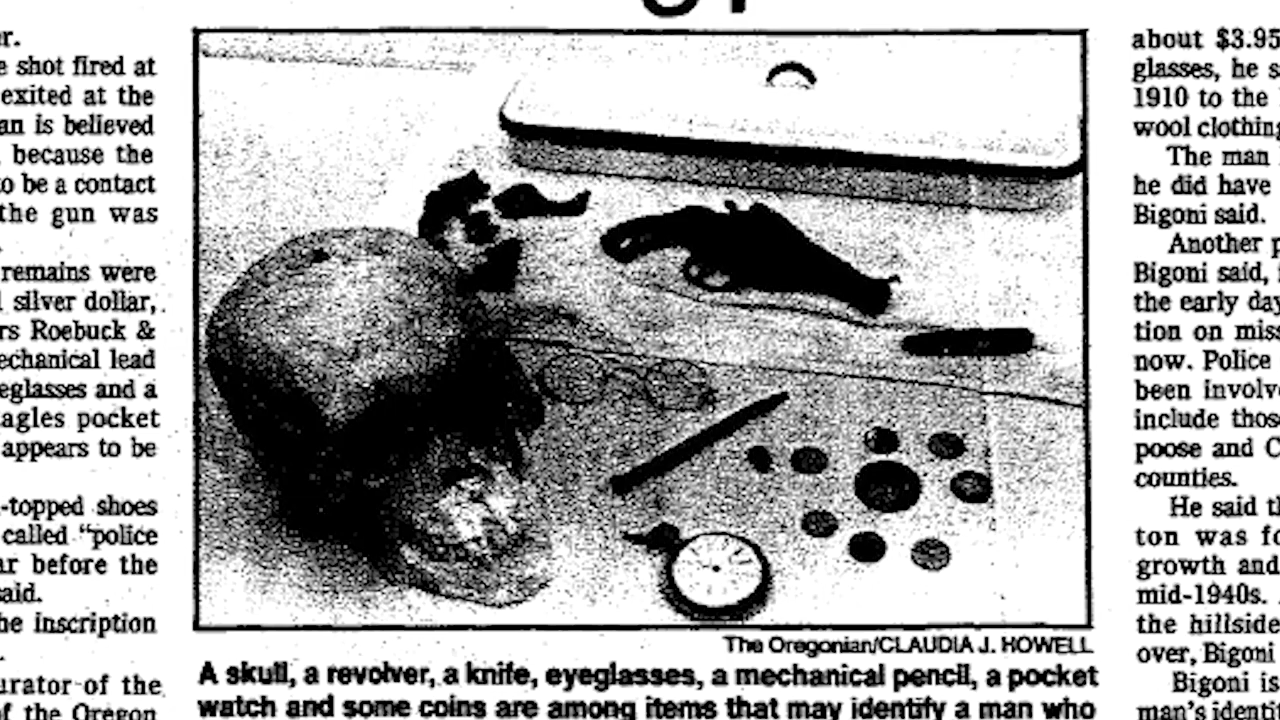 r.
e shot fired at
exited at the
an is believed
, because the
to be a contact
the gun was
remains were
l silver dollar,
rs Roebuck &
echanical lead
eglasses and a
agles pocket
appears to be
-topped shoes
called “police
ar before the
said.
he inscription
urator of the
of the Oregon
The Oregonian/CLAUDIA J. HOWELL
A skull, a revolver, a knife, eyeglasses, a mechanical pencil, a pocket
watch and some coins are among items that may identify a man who
about $3.95
glasses, he s
1910 to the
wool clothing
The man
he did have
Bigoni said.
Another p
Bigoni said,
the early day
tion on miss
now. Police
been involve
include thos
poose and C
counties.
He said th
ton was fo
growth and
mid-1940s.
the hillside
over, Bigoni
Bigoni is
man's identi